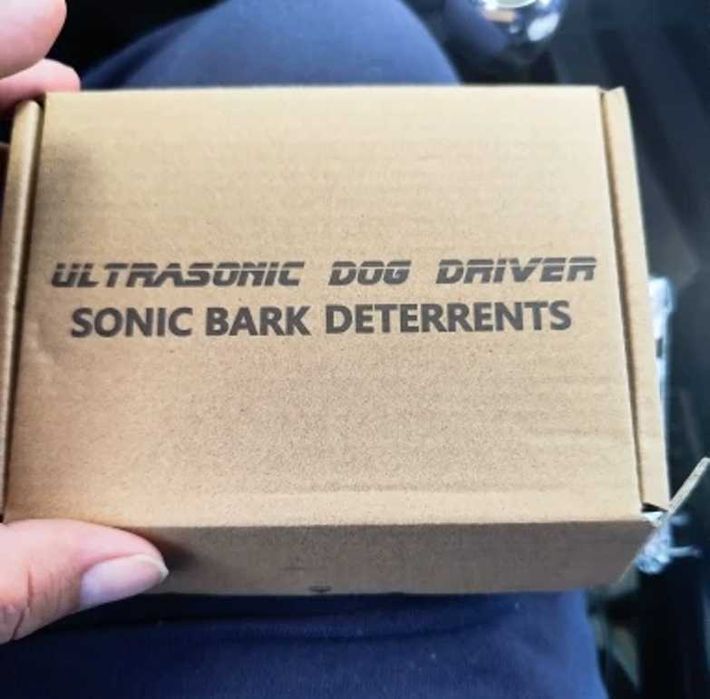 ULTRASONIC DOG DRIVER
SONIC BARK DETERRENTS